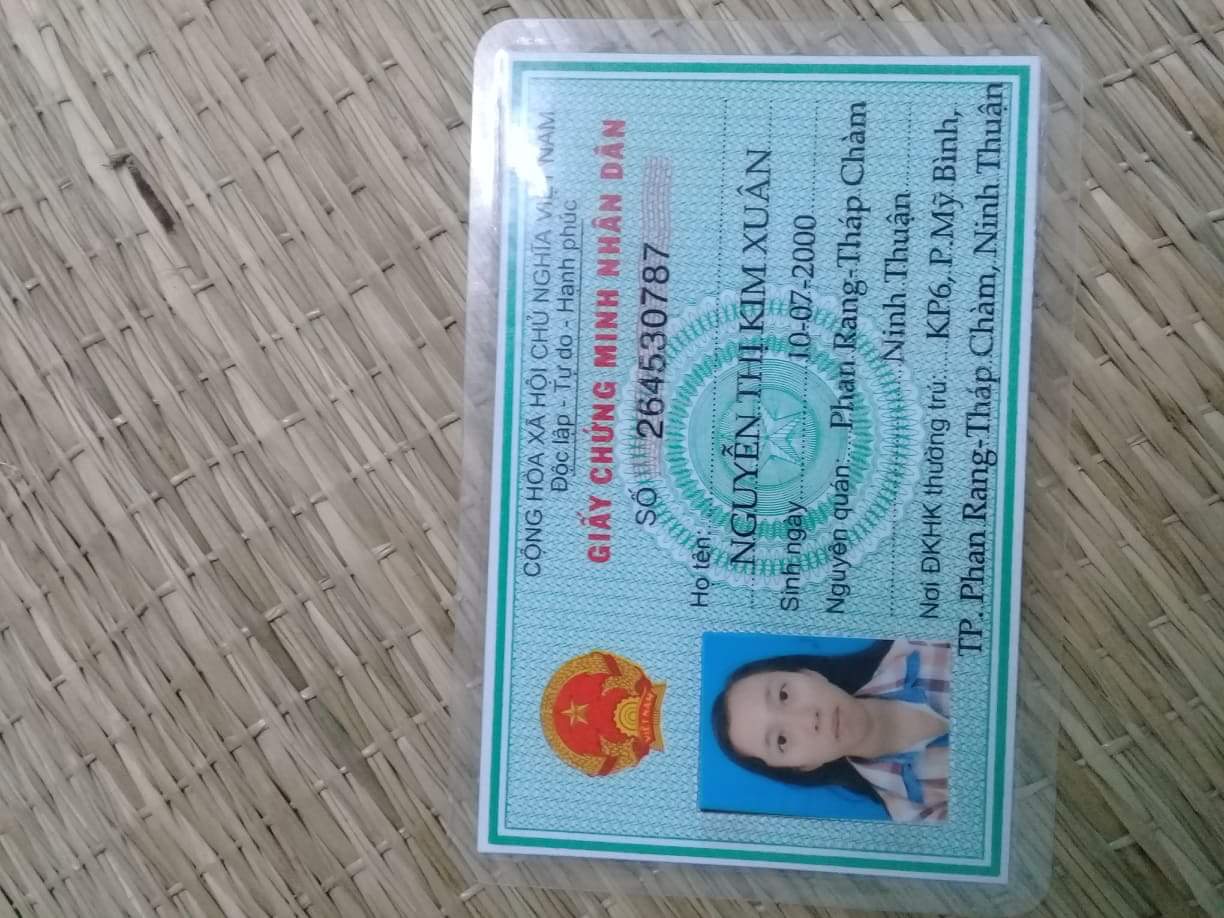 CỘNG HÒA XÃ HỘI CHỦ NGHĨA VIỆT NAM
Độc lập - Tự do - Hạnh phúc
GIẤY CHỨNG MINH NHÂN DÂN
SỐ 264530787
Họ tên:
NGUYỄN THỊ KIM XUÂN
Sinh ngày 10-07-2000
Nguyên quán Phan Rang-Tháp Chàm
Ninh Thuận
Nơi ĐKHK thường trú: KP6, P.Mỹ Bình,
TP. Phan Rang-Tháp Chàm, Ninh Thuận
VIỆT NAM